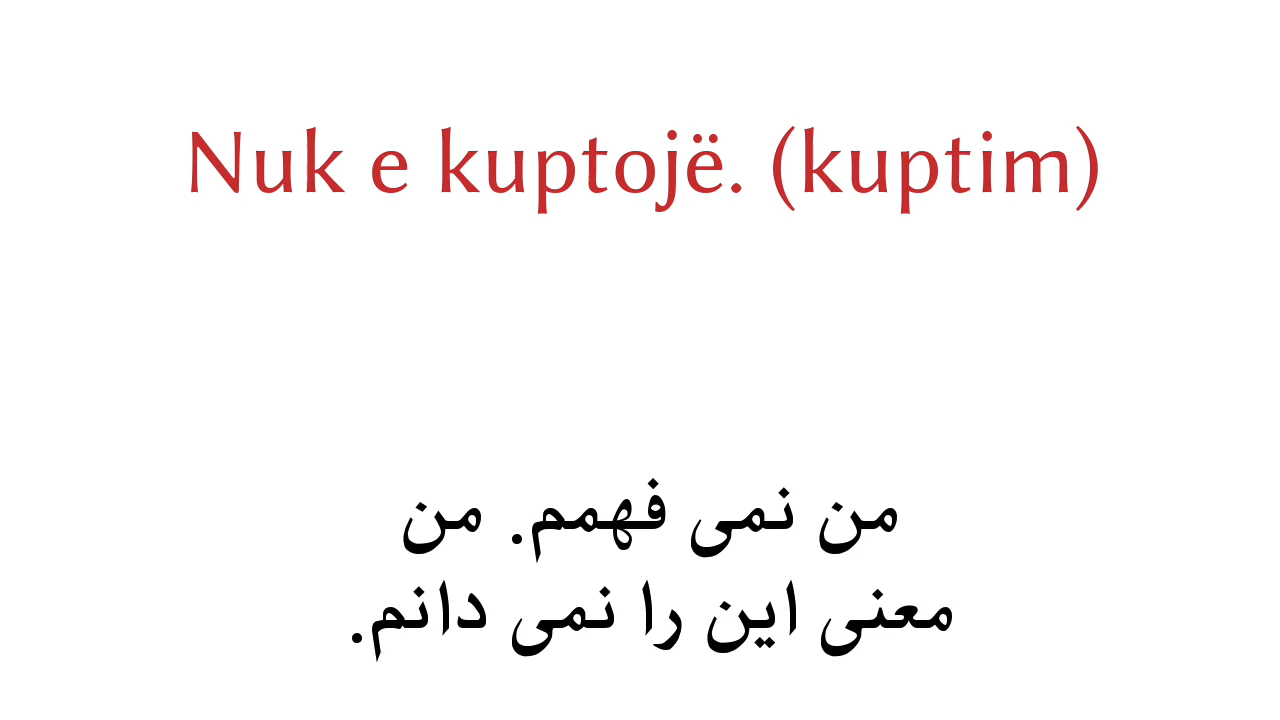 Nuk e kuptojë. (kuptim)
من نمی فهمم. من
معنی این را نمی دانم.